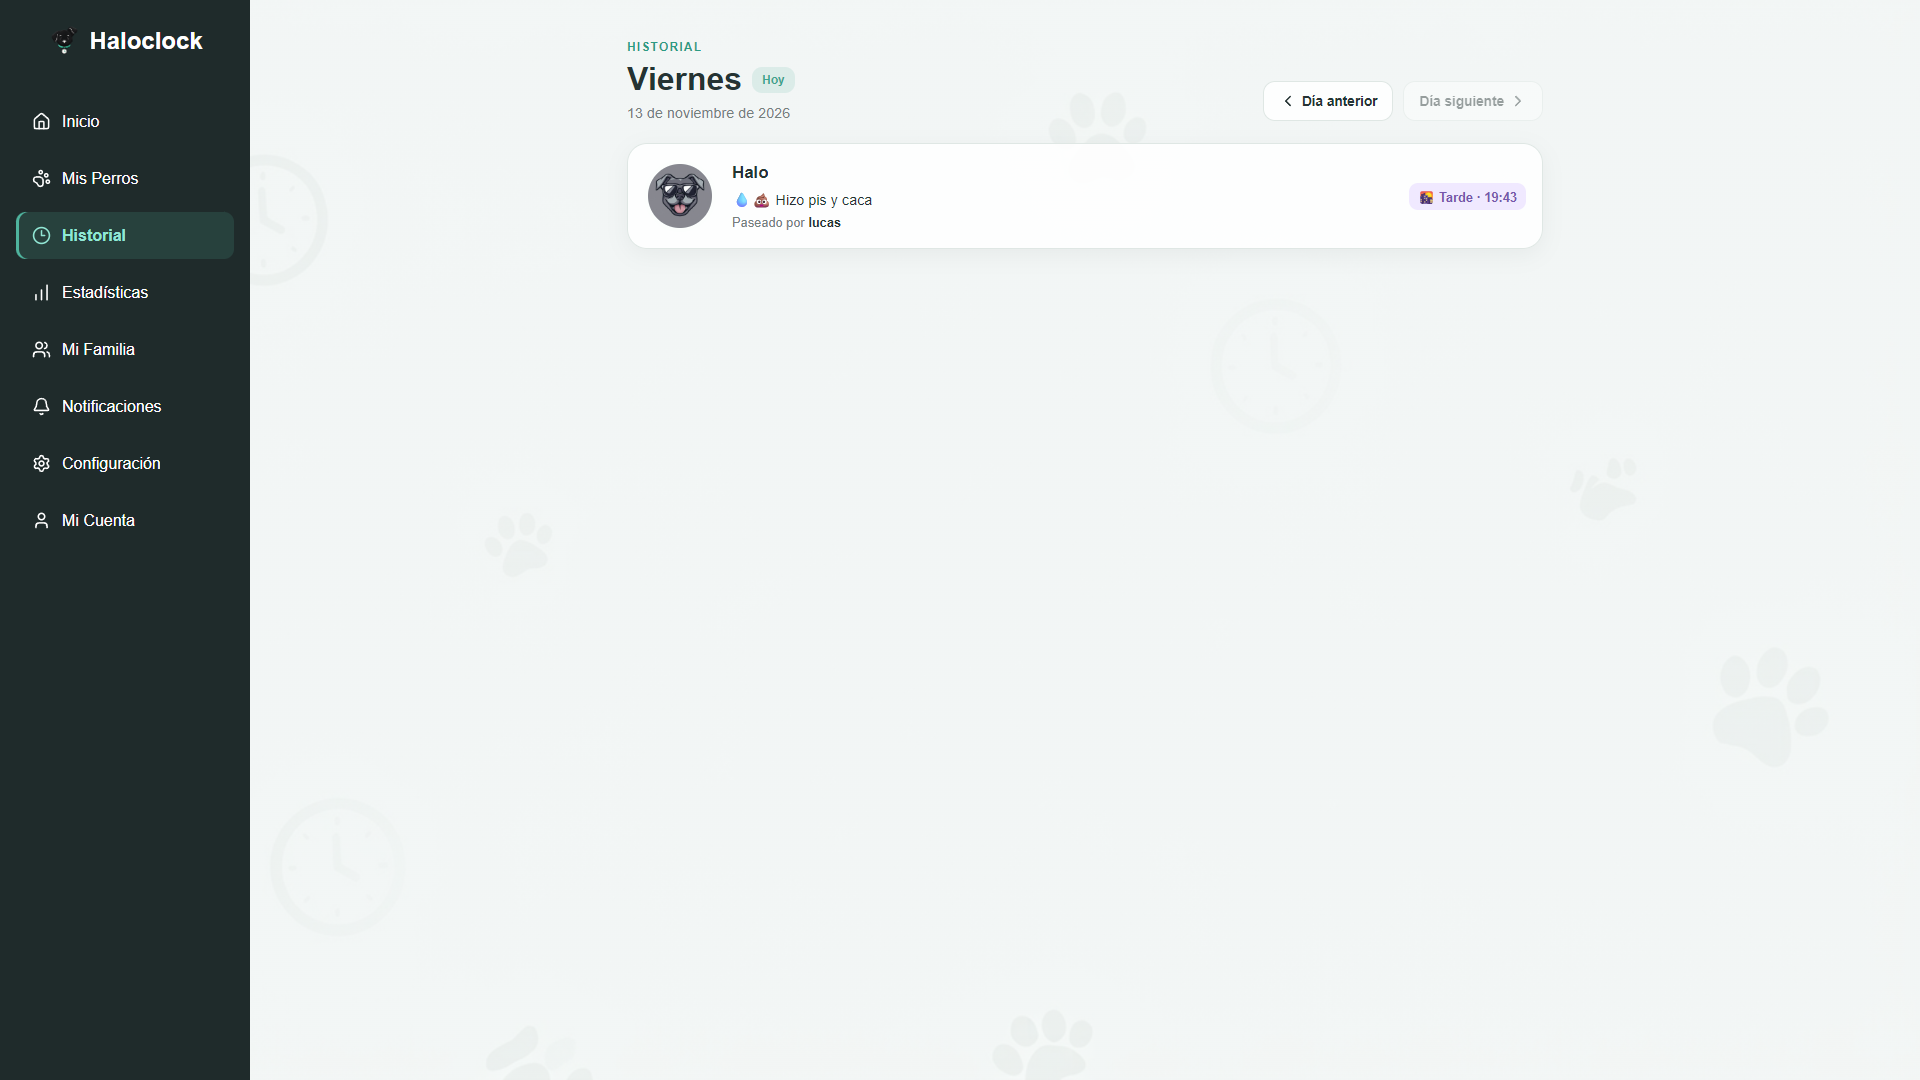 Haloclock
Inicio
Mis Perros
Historial
Estadísticas
Mi Familia
Notificaciones
Configuración
Mi Cuenta
HISTORIAL
Viernes Hoy
13 de noviembre de 2026
Día anterior
Día siguiente
Halo
💧 💩 Hizo pis y caca
Paseado por lucas
Tarde · 19:43